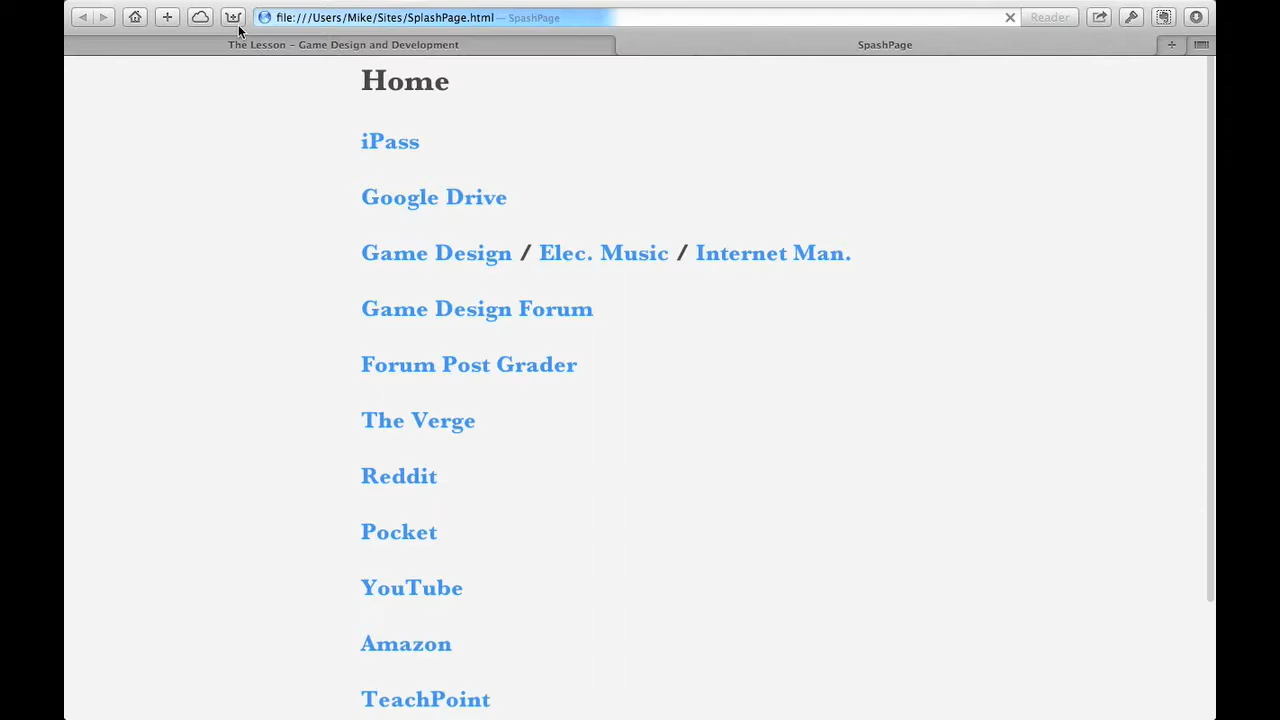 file:///Users/Mike/Sites/SplashPage.html — SpashPage
Reader
The Lesson – Game Design and Development
SpashPage
Home
iPass
Google Drive
Game Design / Elec. Music / Internet Man.
Game Design Forum
Forum Post Grader
The Verge
Reddit
Pocket
YouTube
Amazon
TeachPoint